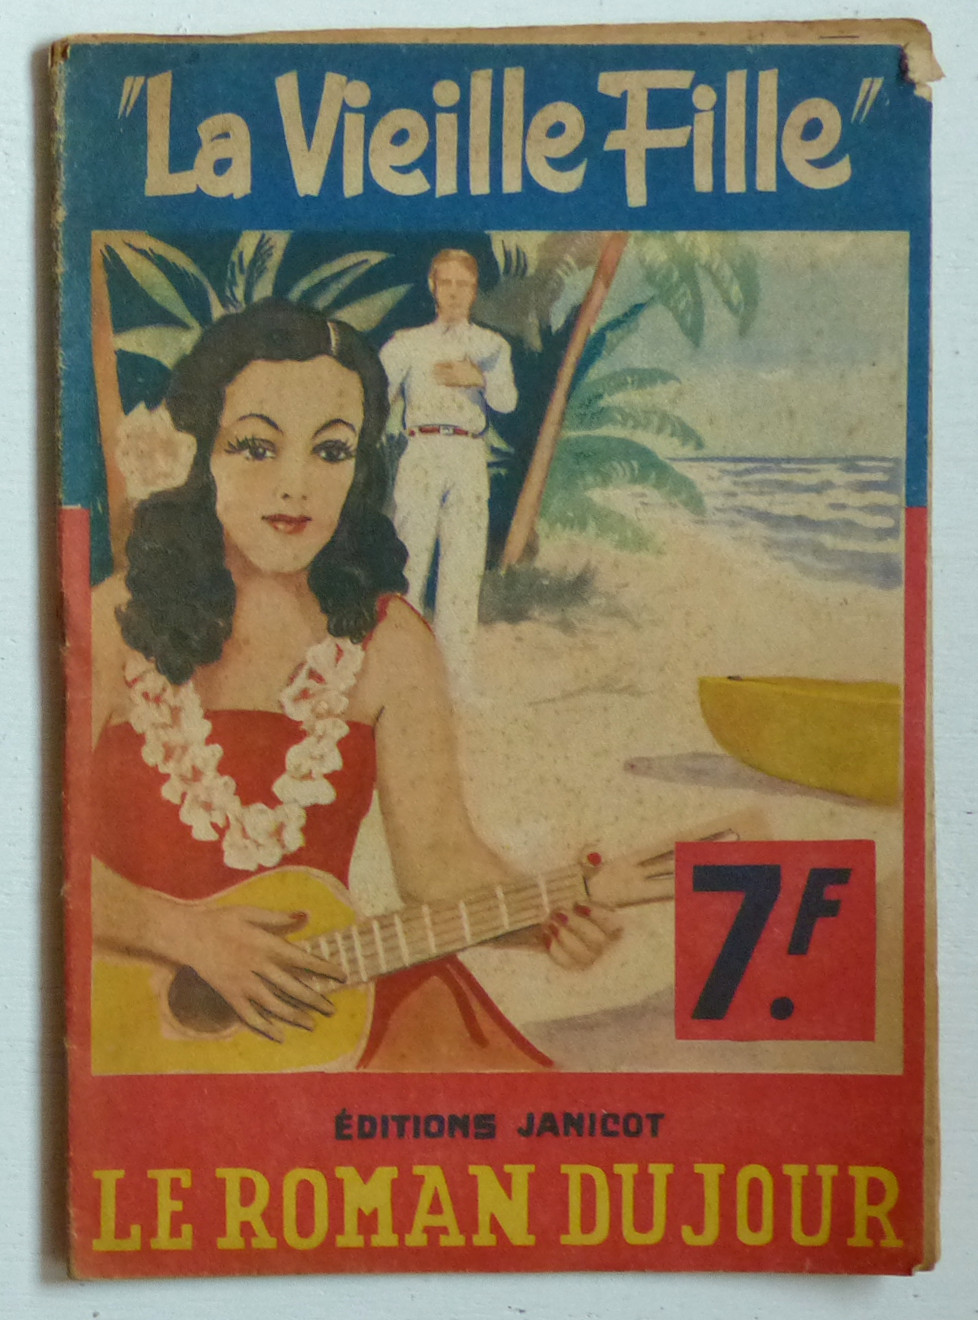 "La Vieille Fille"
7.F
ÉDITIONS JANICOT
LE ROMAN DU JOUR